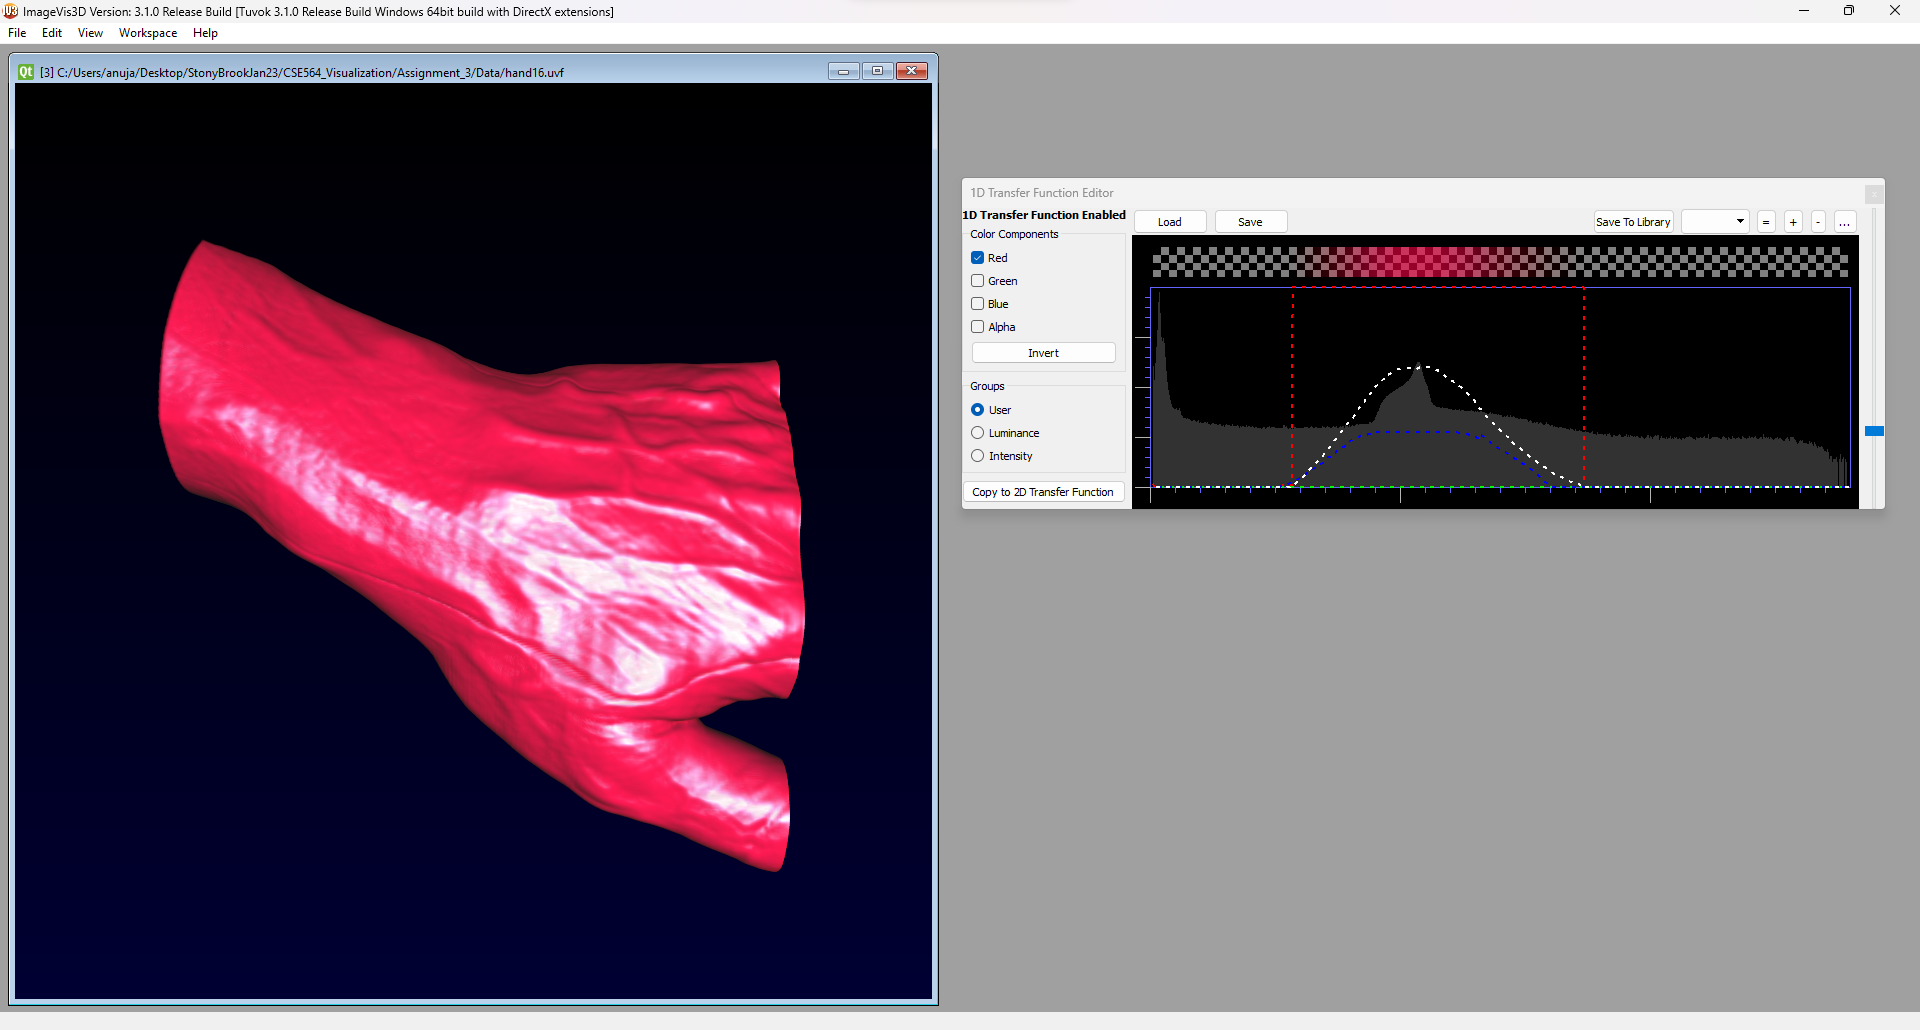 ImageVis3D Version: 3.1.0 Release Build [Tuvok 3.1.0 Release Build Windows 64bit build with DirectX extensions]
File Edit View Workspace Help
Qt [3] C:/Users/anuja/Desktop/StonyBrookJan23/CSE564_Visualization/Assignment_3/Data/hand16.uvf
1D Transfer Function Editor
1D Transfer Function Enabled
Load Save Save To Library = + - ...
Color Components
Red
Green
Blue
Alpha
Invert
Groups
User
Luminance
Intensity
Copy to 2D Transfer Function